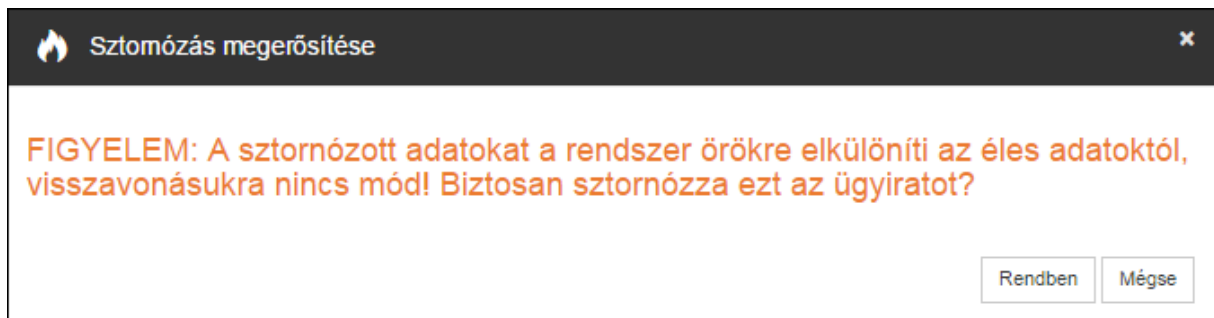 Sztornózás megerősítése
FIGYELEM: A sztornózott adatokat a rendszer örökre elkülöníti az éles adatoktól,
visszavonásukra nincs mód! Biztosan sztornózza ezt az ügyiratot?
Rendben Mégse